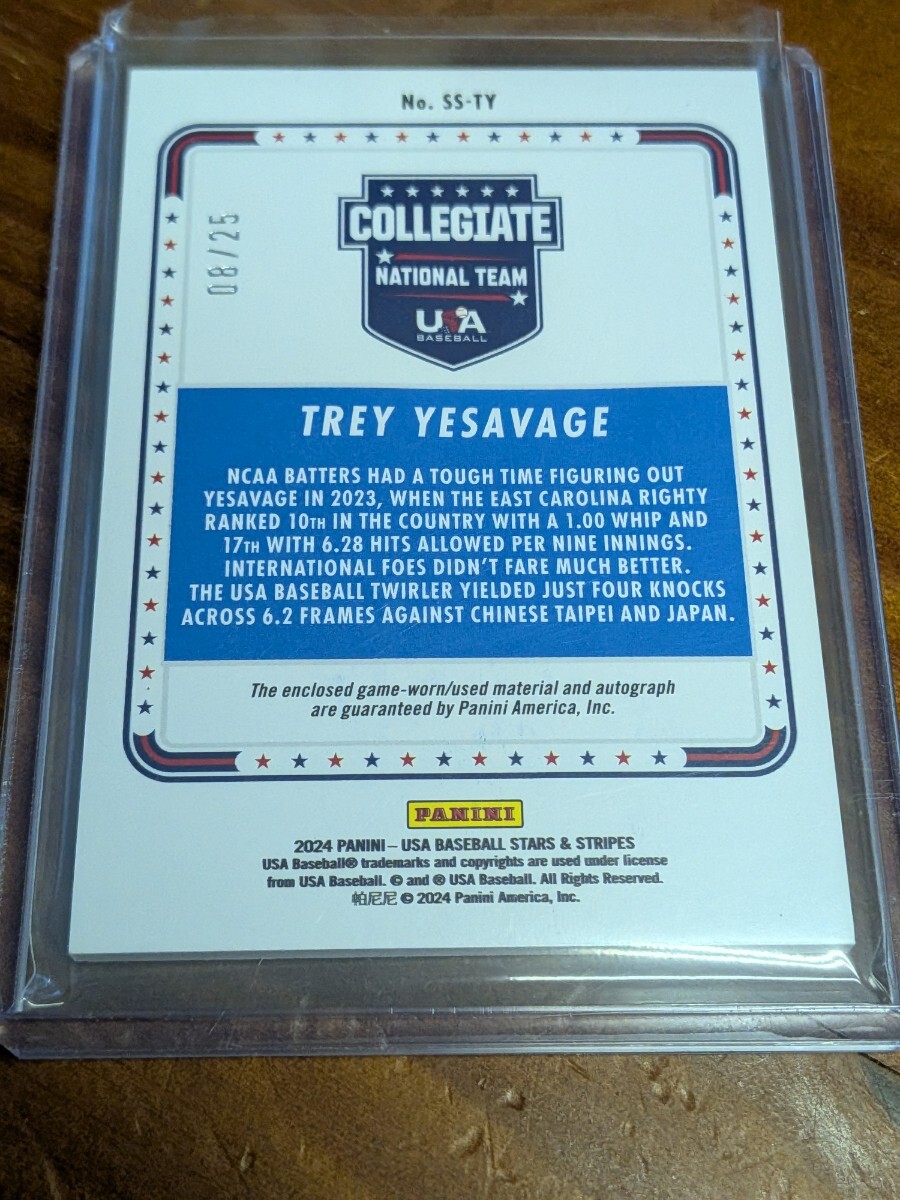 No. SS-TY
08/25
COLLEGIATE
NATIONAL TEAM
USA
BASEBALL
TREY YESAVAGE
NCAA BATTERS HAD A TOUGH TIME FIGURING OUT
YESAVAGE IN 2023, WHEN THE EAST CAROLINA RIGHTY
RANKED 10TH IN THE COUNTRY WITH A 1.00 WHIP AND
17TH WITH 6.28 HITS ALLOWED PER NINE INNINGS.
INTERNATIONAL FOES DIDN'T FARE MUCH BETTER.
THE USA BASEBALL TWIRLER YIELDED JUST FOUR KNOCKS
ACROSS 6.2 FRAMES AGAINST CHINESE TAIPEI AND JAPAN.
The enclosed game-worn/used material and autograph
are guaranteed by Panini America, Inc.
PANINI
2024 PANINI – USA BASEBALL STARS & STRIPES
USA Baseball® trademarks and copyrights are used under license
from USA Baseball. © and ® USA Baseball. All Rights Reserved.
帕尼尼 © 2024 Panini America, Inc.